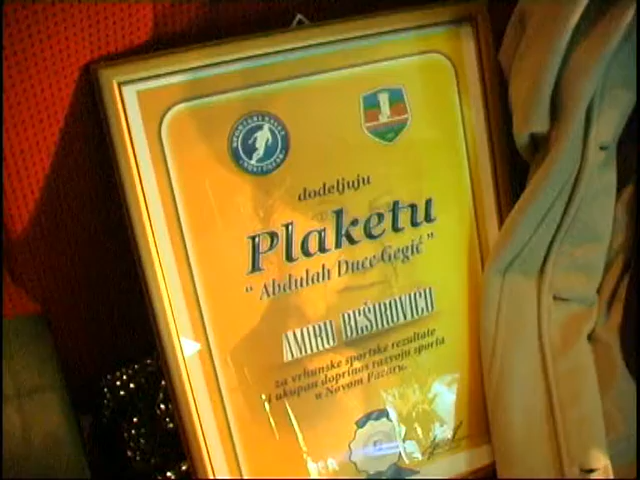 dodeljuju
Plaketu
" Abdulah Duce Gegić "
AMIRU BEŠIROVIĆU
za vrhunske sportske rezultate
i ukupan doprinos razvoju sporta
u Novom Pazaru.